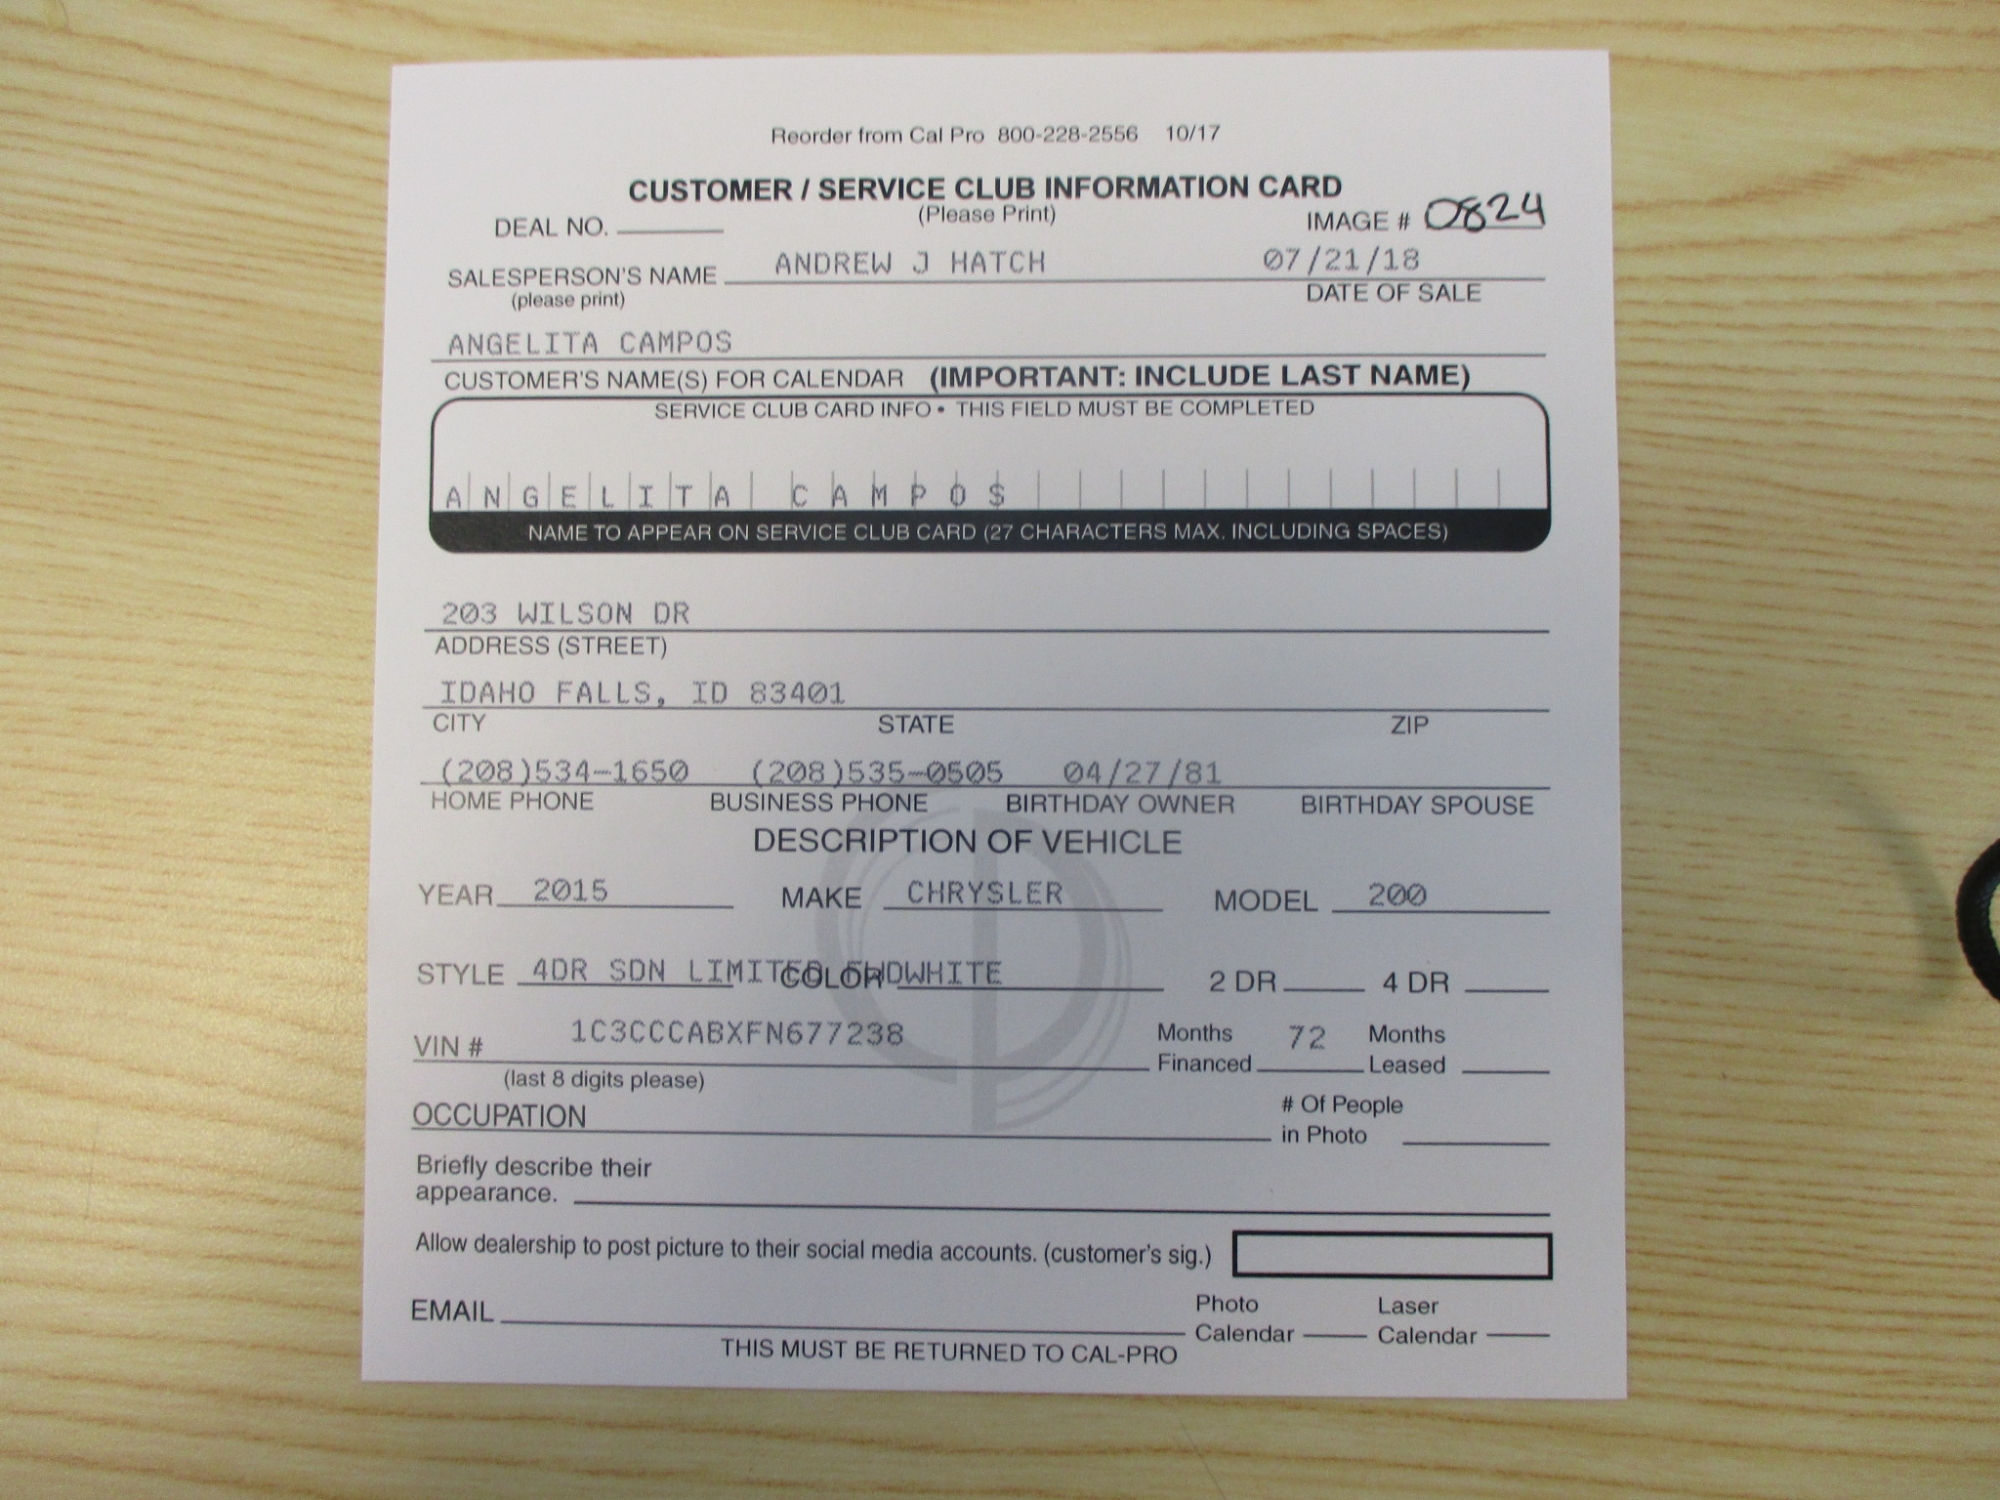 Reorder from Cal Pro 800-228-2556 10/17
CUSTOMER / SERVICE CLUB INFORMATION CARD
(Please Print)
DEAL NO. IMAGE # 0824
SALESPERSON'S NAME ANDREW J HATCH 07/21/18
(please print) DATE OF SALE
ANGELITA CAMPOS
CUSTOMER'S NAME(S) FOR CALENDAR (IMPORTANT: INCLUDE LAST NAME)
SERVICE CLUB CARD INFO • THIS FIELD MUST BE COMPLETED
ANGELITA CAMPOS
NAME TO APPEAR ON SERVICE CLUB CARD (27 CHARACTERS MAX. INCLUDING SPACES)
203 WILSON DR
ADDRESS (STREET)
IDAHO FALLS, ID 83401
CITY STATE ZIP
(208)534-1650 (208)535-0505 04/27/81
HOME PHONE BUSINESS PHONE BIRTHDAY OWNER BIRTHDAY SPOUSE
DESCRIPTION OF VEHICLE
YEAR 2015 MAKE CHRYSLER MODEL 200
STYLE 4DR SDN LIMITED FWD COLOR WHITE 2 DR 4 DR
VIN # 1C3CCCABXFN677238 Months Financed 72 Months Leased
(last 8 digits please)
OCCUPATION # Of People in Photo
Briefly describe their
appearance.
Allow dealership to post picture to their social media accounts. (customer's sig.)
EMAIL Photo Calendar Laser Calendar
THIS MUST BE RETURNED TO CAL-PRO